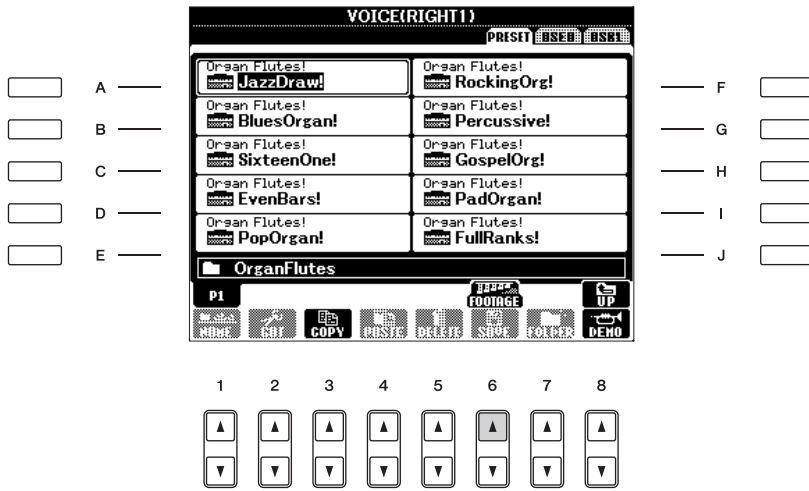 VOICE(RIGHT1)
PRESET USER USB1
A
B
C
D
E
Organ Flutes!
JazzDraw!
Organ Flutes!
RockingOrg!
Organ Flutes!
BluesOrgan!
Organ Flutes!
Percussive!
Organ Flutes!
SixteenOne!
Organ Flutes!
GospelOrg!
Organ Flutes!
EvenBars!
Organ Flutes!
PadOrgan!
Organ Flutes!
PopOrgan!
Organ Flutes!
FullRanks!
F
G
H
I
J
OrganFlutes
P1 FOOTAGE UP
NAME CUT COPY PASTE DELETE SAVE FOLDER DEMO
1 2 3 4 5 6 7 8